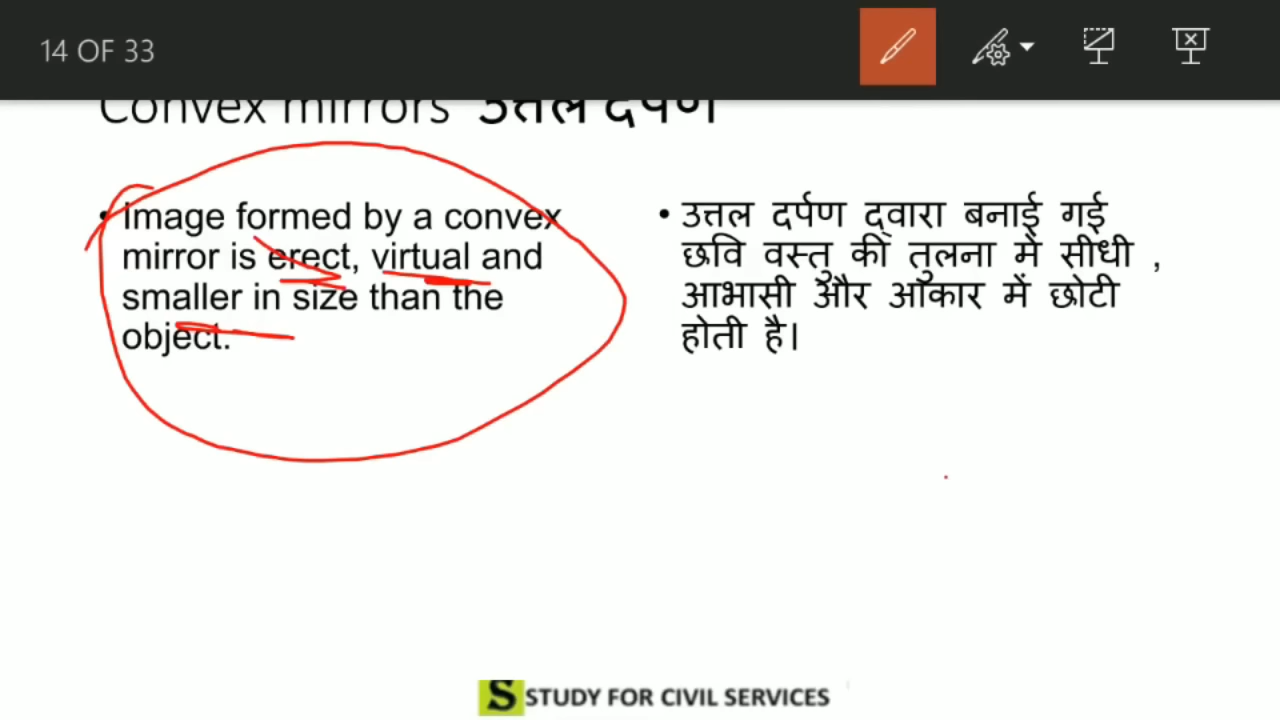 14 OF 33
Convex mirrors उत्तल दर्पण
• Image formed by a convex
mirror is erect, virtual and
smaller in size than the
object.
• उत्तल दर्पण द्वारा बनाई गई
छवि वस्तु की तुलना में सीधी ,
आभासी और आकार में छोटी
होती है।
S STUDY FOR CIVIL SERVICES